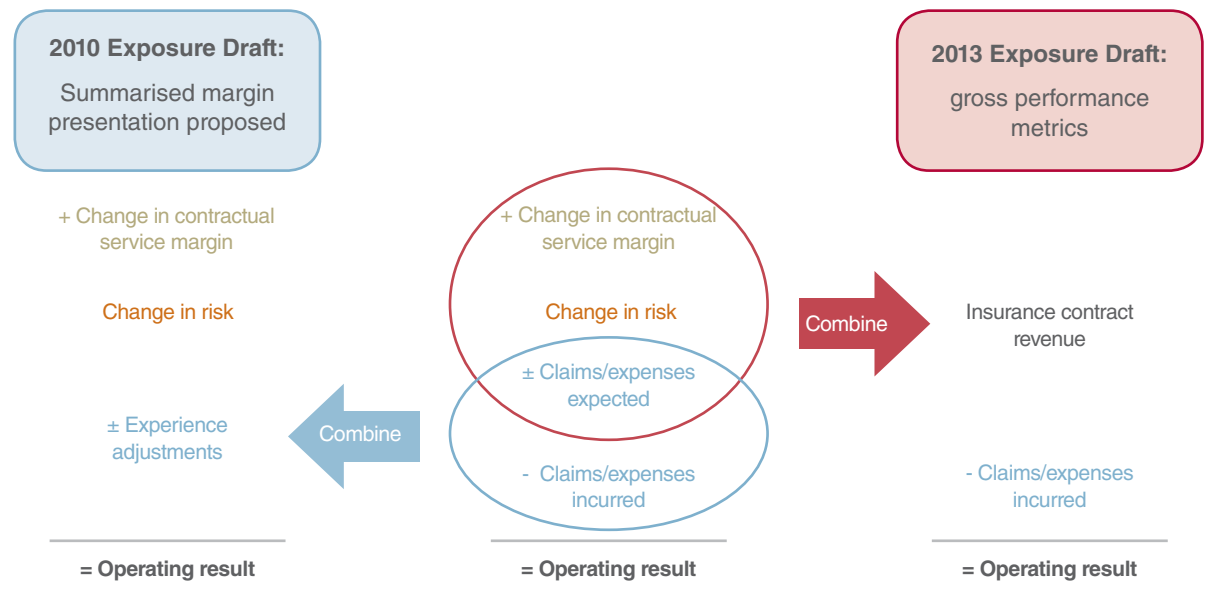 2010 Exposure Draft:
Summarised margin
presentation proposed
+ Change in contractual
service margin
Change in risk
± Experience
adjustments
= Operating result
Combine
+ Change in contractual
service margin
Change in risk
± Claims/expenses
expected
- Claims/expenses
incurred
= Operating result
Combine
2013 Exposure Draft:
gross performance
metrics
Insurance contract
revenue
- Claims/expenses
incurred
= Operating result